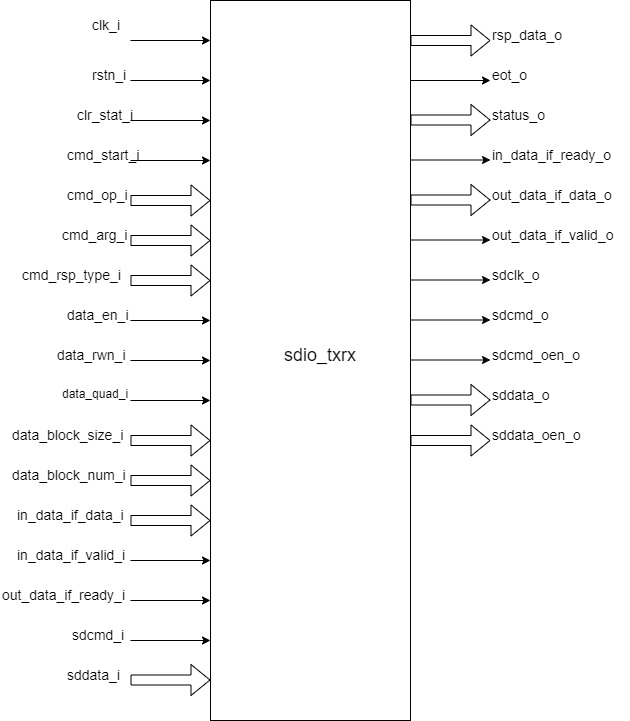 clk_i
rstn_i
clr_stat_i
cmd_start_i
cmd_op_i
cmd_arg_i
cmd_rsp_type_i
data_en_i
data_rwn_i
data_quad_i
data_block_size_i
data_block_num_i
in_data_if_data_i
in_data_if_valid_i
out_data_if_ready_i
sdcmd_i
sddata_i
sdio_txrx
rsp_data_o
eot_o
status_o
in_data_if_ready_o
out_data_if_data_o
out_data_if_valid_o
sdclk_o
sdcmd_o
sdcmd_oen_o
sddata_o
sddata_oen_o